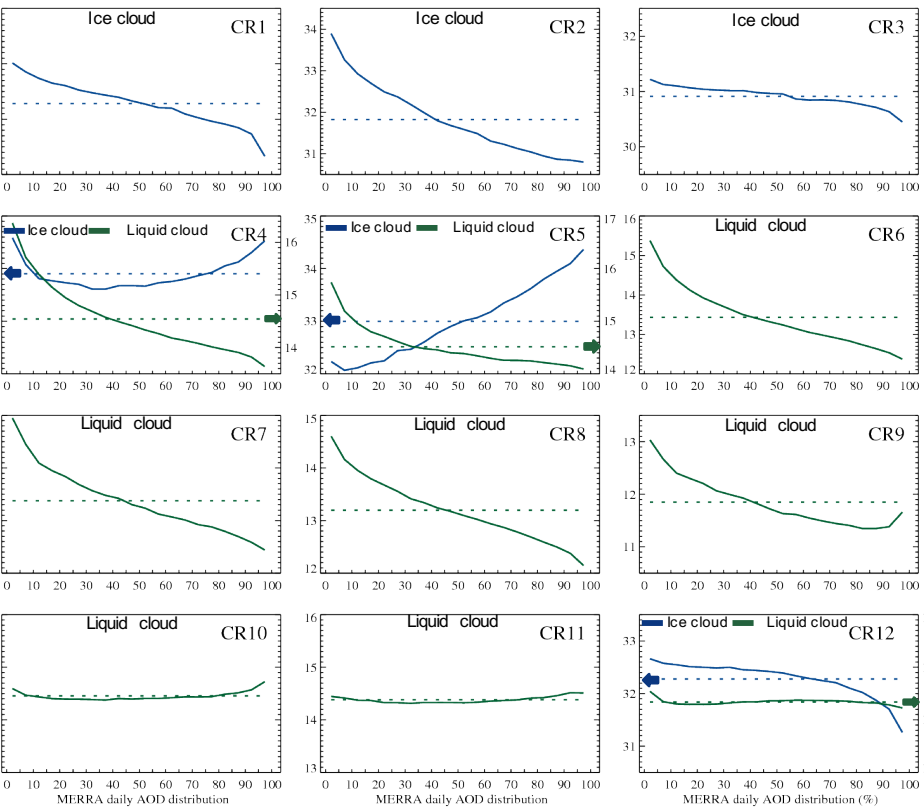 Ice cloud CR1
0 10 20 30 40 50 60 70 80 90 100
Ice cloud CR2
34
33
32
31
0 10 20 30 40 50 60 70 80 90 100
Ice cloud CR3
32
31
30
0 10 20 30 40 50 60 70 80 90 100
Ice cloud Liquid cloud CR4
16
15
14
0 10 20 30 40 50 60 70 80 90 100
Ice cloud Liquid cloud CR5
35 17
34 16
33 15
32 14
0 10 20 30 40 50 60 70 80 90 100
Liquid cloud CR6
16
15
14
13
12
0 10 20 30 40 50 60 70 80 90 100
Liquid cloud CR7
0 10 20 30 40 50 60 70 80 90 100
Liquid cloud CR8
15
14
13
12
0 10 20 30 40 50 60 70 80 90 100
Liquid cloud CR9
13
12
11
0 10 20 30 40 50 60 70 80 90 100
Liquid cloud CR10
0 10 20 30 40 50 60 70 80 90 100
MERRA daily AOD distribution
Liquid cloud CR11
16
15
14
13
0 10 20 30 40 50 60 70 80 90 100
MERRA daily AOD distribution
Ice cloud Liquid cloud CR12
33
32
31
0 10 20 30 40 50 60 70 80 90 100
MERRA daily AOD distribution (%)